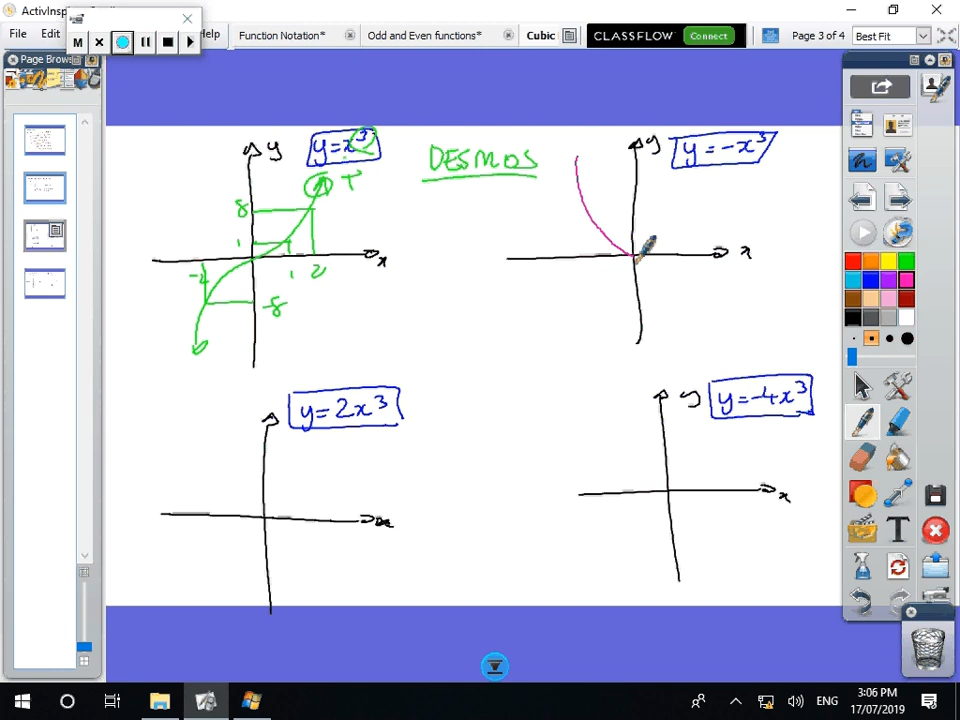 ActivInspire
File
Edit
Help
Function Notation*
Odd and Even functions*
Cubic
CLASSFLOW
Connect
Page 3 of 4
Best Fit
M
Page Brows
y
y=x³
8
1
-2
1
2
x
-8
DESMOS
y
y=-x³
x
y=2x³
x
y
y=-4x³
x
T
ENG
3:06 PM
17/07/2019